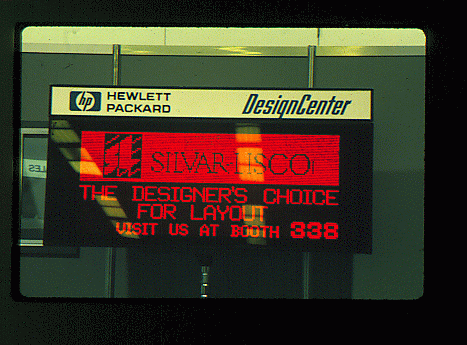 hp HEWLETT PACKARD DesignCenter
SILVAR-LISCO
THE DESIGNER'S CHOICE
FOR LAYOUT
VISIT US AT BOOTH 338